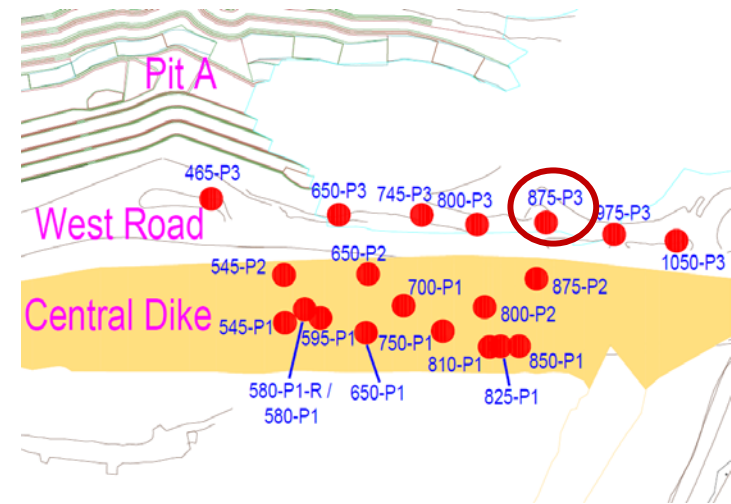 Pit A
465-P3
650-P3
745-P3
800-P3
875-P3
975-P3
1050-P3
West Road
545-P2
650-P2
875-P2
700-P1
800-P2
Central Dike
545-P1
595-P1
750-P1
810-P1
850-P1
580-P1-R /
580-P1
650-P1
825-P1